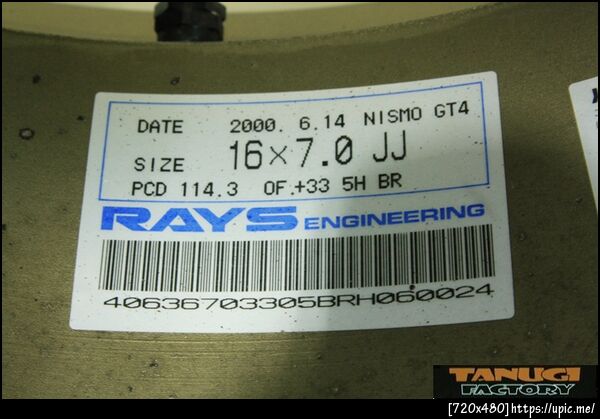 DATE 2000. 6.14 NISMO GT4
SIZE 16×7.0 JJ
PCD 114.3 OF.+33 5H BR
RAYS ENGINEERING
40636703305BRH060024
TANUGI
FACTORY
[720x480]https://upic.me/